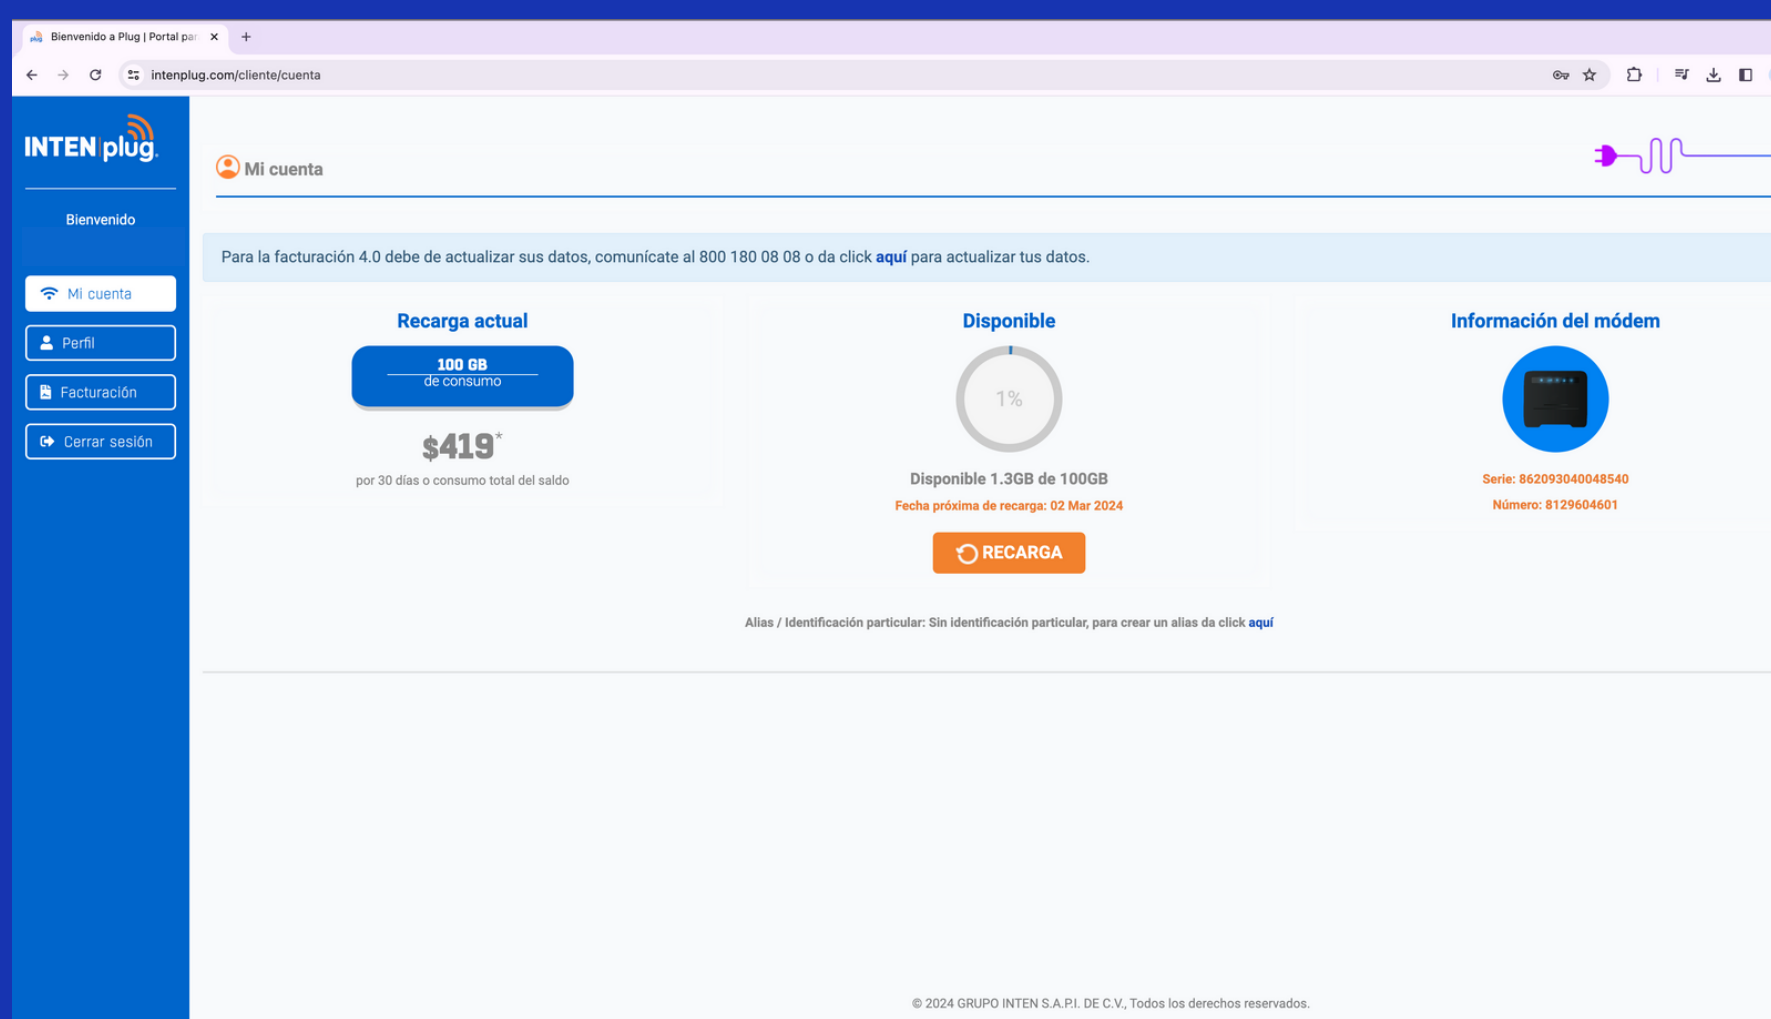 Bienvenido a Plug | Portal par
intenplug.com/cliente/cuenta
INTEN plug
Bienvenido
Mi cuenta
Perfil
Facturación
Cerrar sesión
Mi cuenta
Para la facturación 4.0 debe de actualizar sus datos, comunícate al 800 180 08 08 o da click aquí para actualizar tus datos.
Recarga actual
100 GB
de consumo
$419*
por 30 días o consumo total del saldo
Disponible
1%
Disponible 1.3GB de 100GB
Fecha próxima de recarga: 02 Mar 2024
RECARGA
Información del módem
Serie: 862093040048540
Número: 8129604601
Alias / Identificación particular: Sin identificación particular, para crear un alias da click aquí
© 2024 GRUPO INTEN S.A.P.I. DE C.V., Todos los derechos reservados.